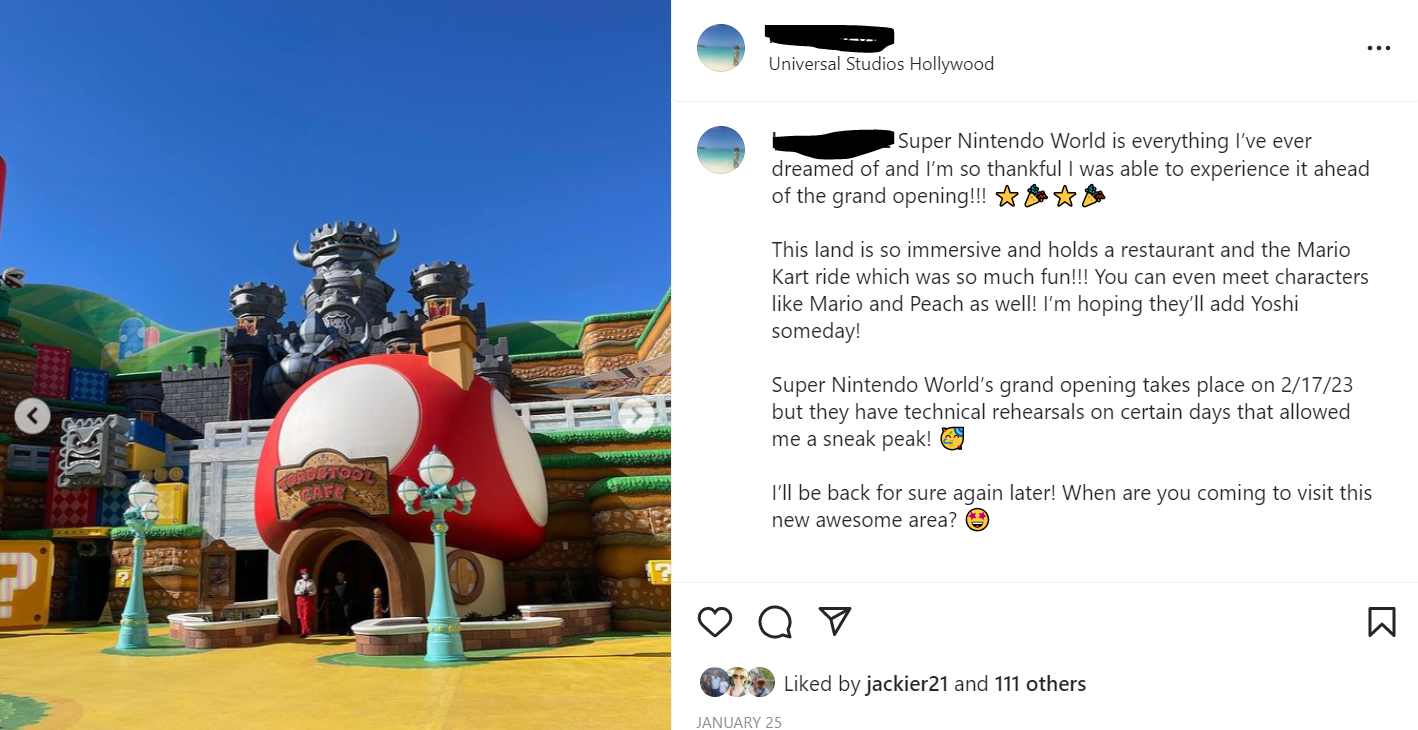 TOADSTOOL
CAFE
?
?
?
Universal Studios Hollywood
Super Nintendo World is everything I’ve ever
dreamed of and I’m so thankful I was able to experience it ahead
of the grand opening!!! ⭐🎉⭐🎉
This land is so immersive and holds a restaurant and the Mario
Kart ride which was so much fun!!! You can even meet characters
like Mario and Peach as well! I’m hoping they’ll add Yoshi
someday!
Super Nintendo World’s grand opening takes place on 2/17/23
but they have technical rehearsals on certain days that allowed
me a sneak peak! 🥳
I’ll be back for sure again later! When are you coming to visit this
new awesome area? 🤩
Liked by jackier21 and 111 others
JANUARY 25